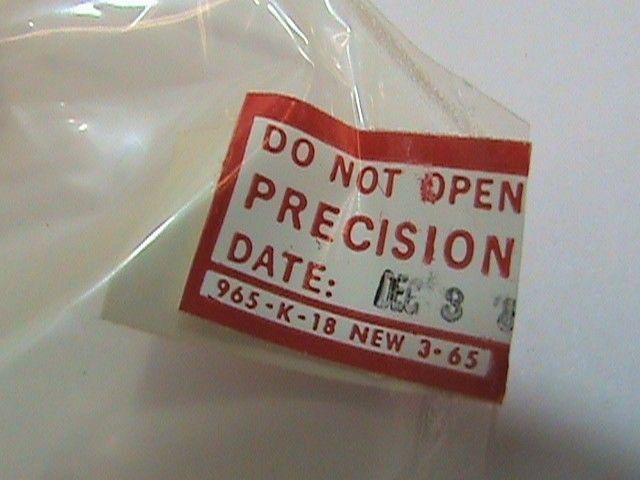 DO NOT OPEN
PRECISION
DATE: DEC 3
965-K-18 NEW 3-65